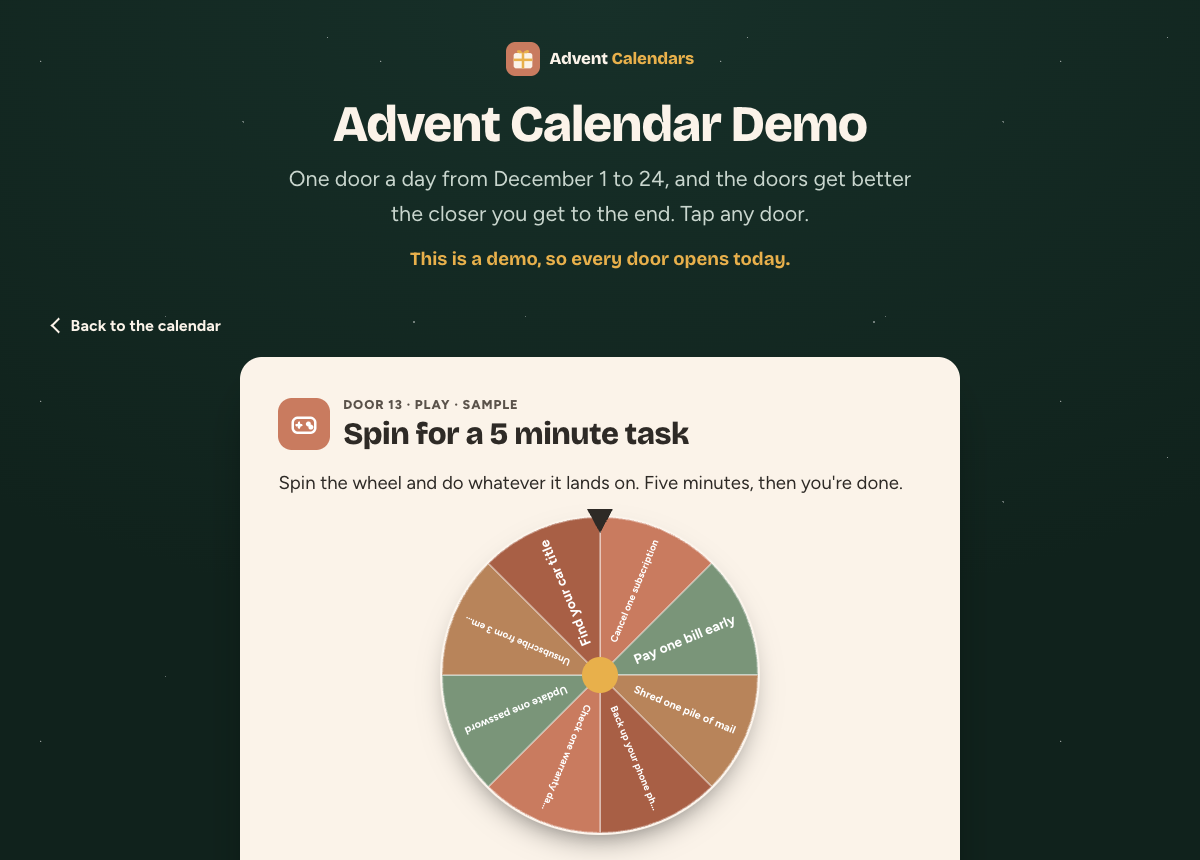 Advent Calendars
Advent Calendar Demo
One door a day from December 1 to 24, and the doors get better
the closer you get to the end. Tap any door.
This is a demo, so every door opens today.
Back to the calendar
DOOR 13 · PLAY · SAMPLE
Spin for a 5 minute task
Spin the wheel and do whatever it lands on. Five minutes, then you're done.
Cancel one subscription
Pay one bill early
Shred one pile of mail
Back up your phone ph...
Check one warranty da...
Update one password
Unsubscribe from 3 em...
Find your car title